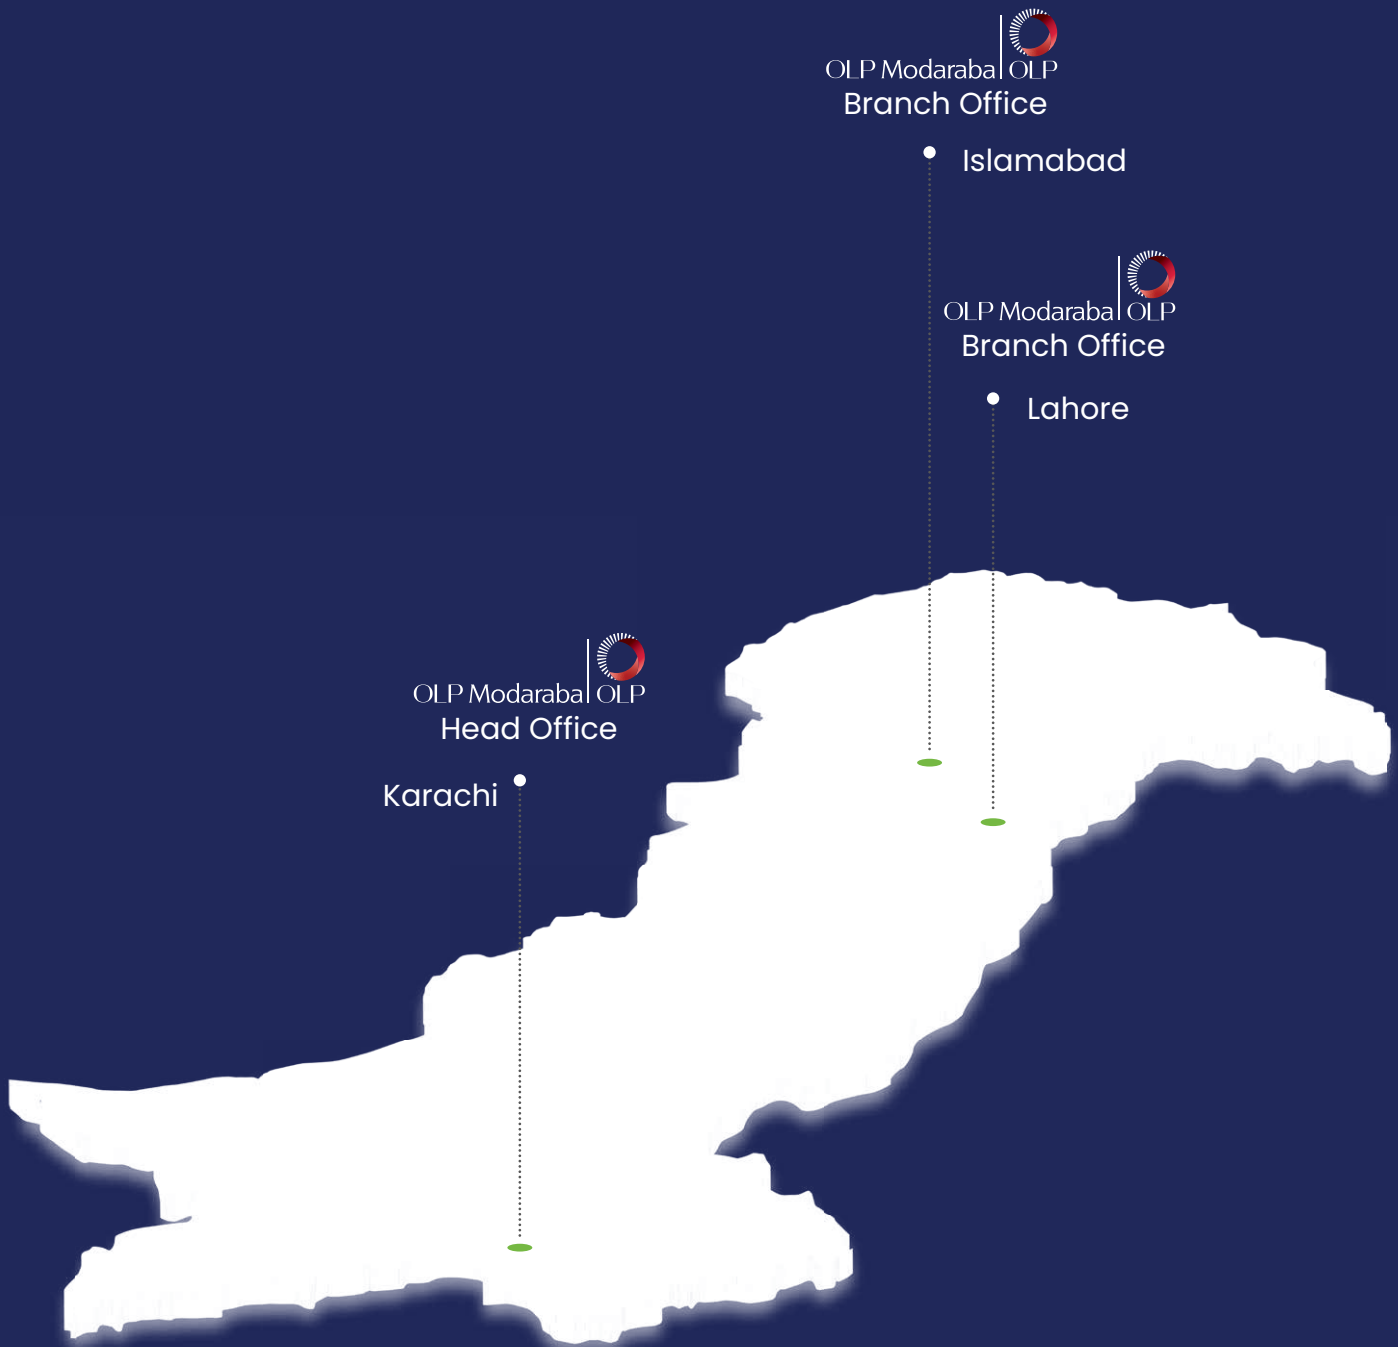 OLP Modaraba OLP
Branch Office
Islamabad
OLP Modaraba OLP
Branch Office
Lahore
OLP Modaraba OLP
Head Office
Karachi